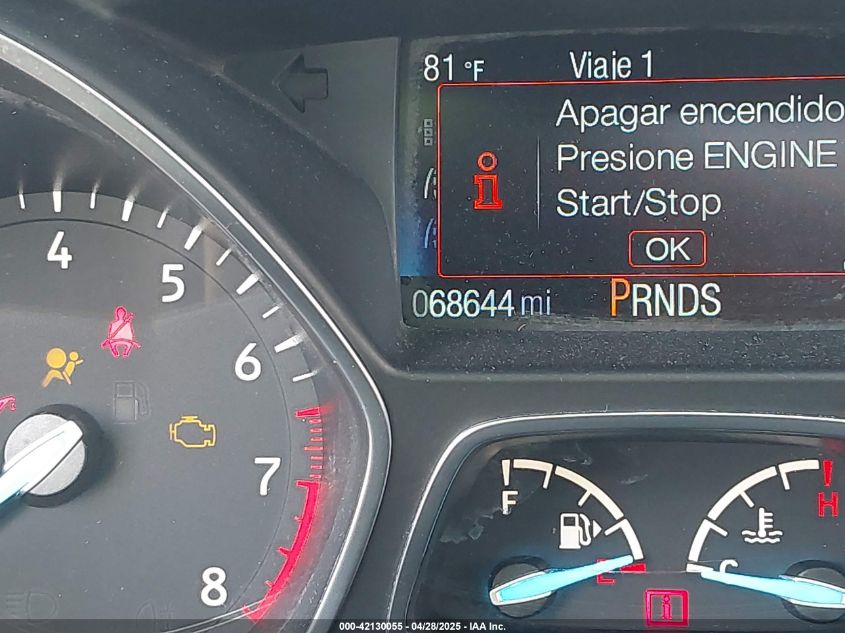 81 °F Viaje 1
Apagar encendido
Presione ENGINE
Start/Stop
OK
068644 mi PRNDS
4
5
6
7
8
F
E
H
C
000-42130055 - 04/28/2025 - IAA Inc.